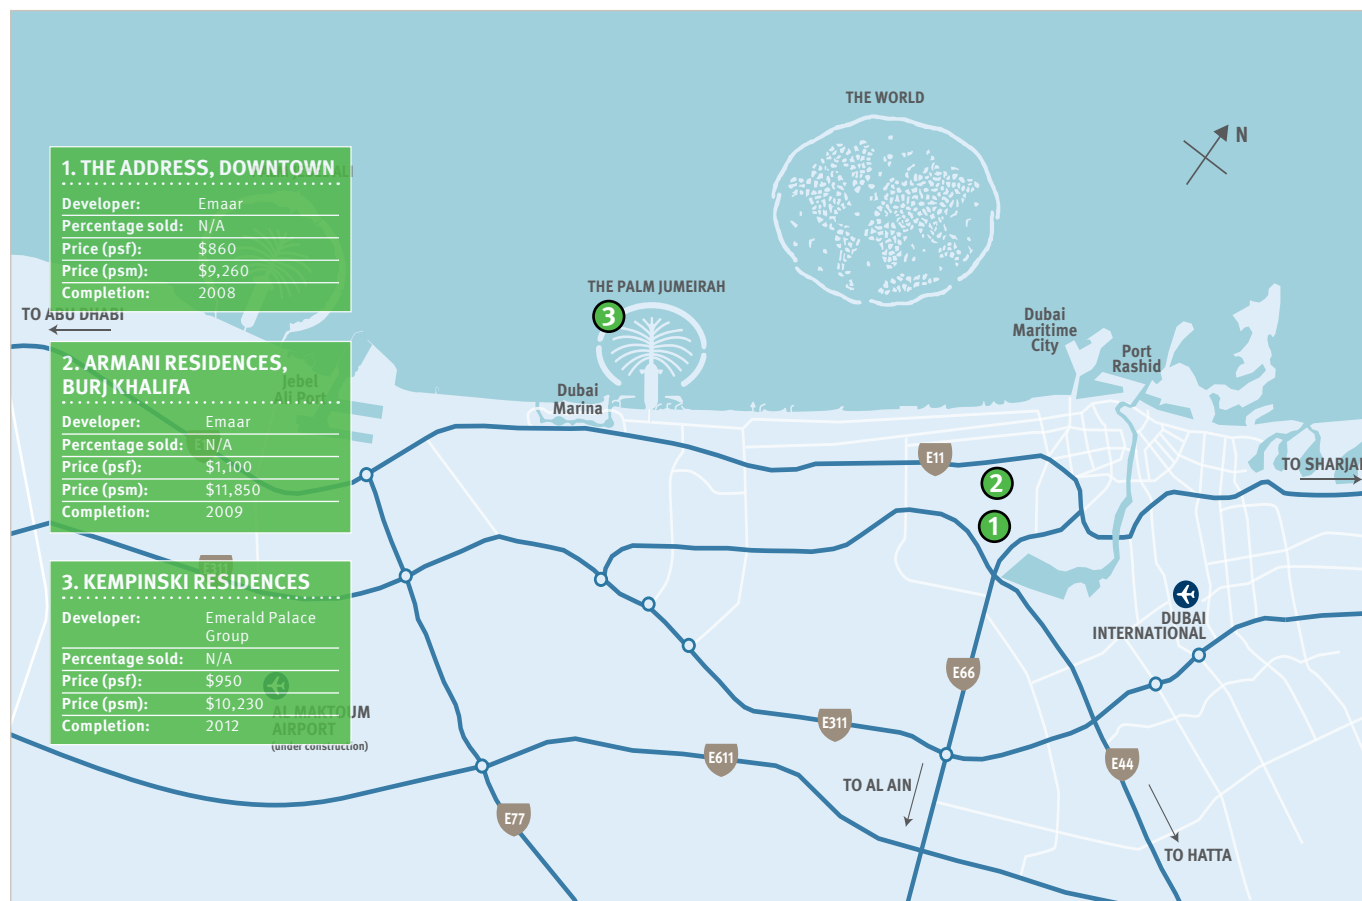 THE WORLD
N
1. THE ADDRESS, DOWNTOWN
Developer: Emaar
Percentage sold: N/A
Price (psf): $860
Price (psm): $9,260
Completion: 2008
TO ABU DHABI
2. ARMANI RESIDENCES,
BURJ KHALIFA
Developer: Emaar
Percentage sold: N/A
Price (psf): $1,100
Price (psm): $11,850
Completion: 2009
Jebel
Ali Port
3. KEMPINSKI RESIDENCES
Developer: Emerald Palace
Group
Percentage sold: N/A
Price (psf): $950
Price (psm): $10,230
Completion: 2012
E311
AL MAKTOUM
AIRPORT
(under construction)
THE PALM JUMEIRAH
3
Dubai
Marina
Dubai
Maritime
City
Port
Rashid
E11
2
1
TO SHARJAH
DUBAI
INTERNATIONAL
E66
E311
E611
E44
E77
TO AL AIN
TO HATTA